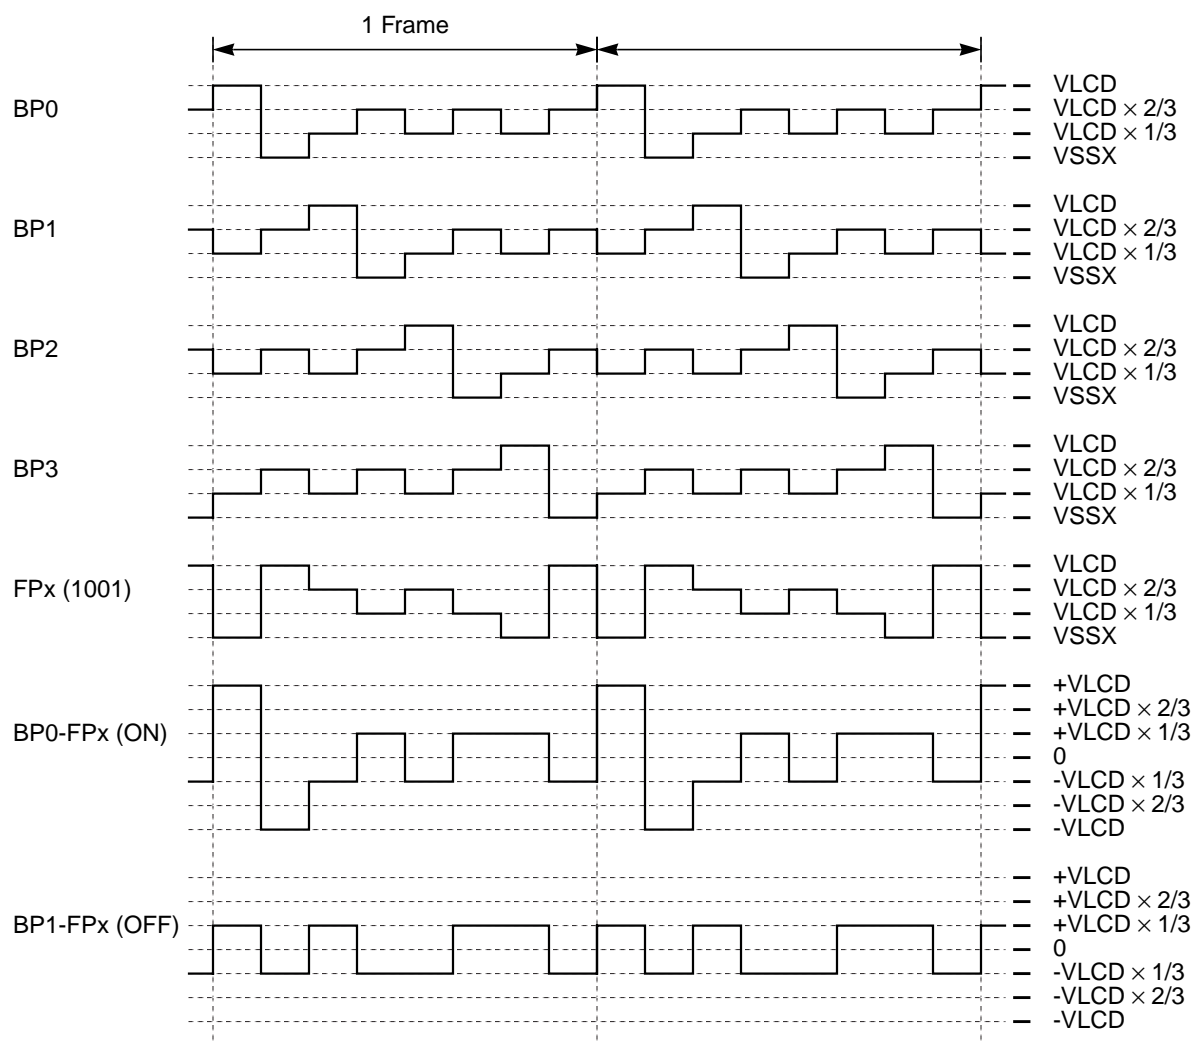 1 Frame
BP0
VLCD
VLCD × 2/3
VLCD × 1/3
VSSX
BP1
VLCD
VLCD × 2/3
VLCD × 1/3
VSSX
BP2
VLCD
VLCD × 2/3
VLCD × 1/3
VSSX
BP3
VLCD
VLCD × 2/3
VLCD × 1/3
VSSX
FPx (1001)
VLCD
VLCD × 2/3
VLCD × 1/3
VSSX
BP0-FPx (ON)
+VLCD
+VLCD × 2/3
+VLCD × 1/3
0
-VLCD × 1/3
-VLCD × 2/3
-VLCD
BP1-FPx (OFF)
+VLCD
+VLCD × 2/3
+VLCD × 1/3
0
-VLCD × 1/3
-VLCD × 2/3
-VLCD